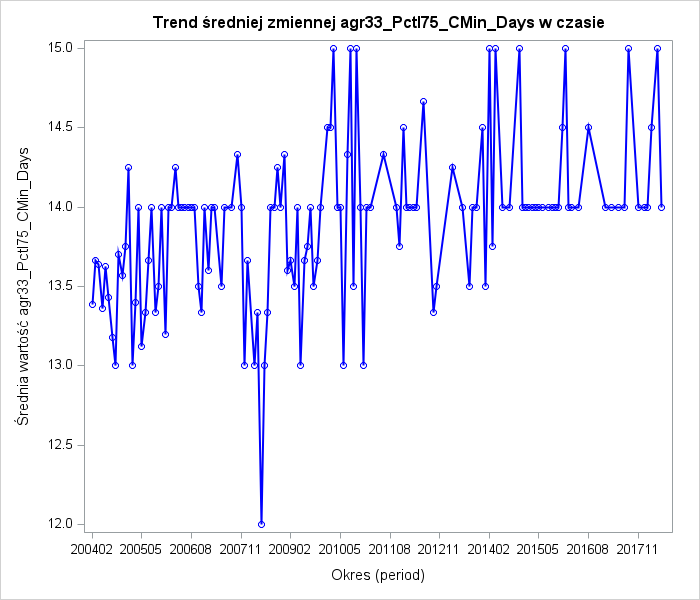 Trend średniej zmiennej agr33_Pctl75_CMin_Days w czasie
Średnia wartość agr33_Pctl75_CMin_Days
15.0
14.5
14.0
13.5
13.0
12.5
12.0
200402 200505 200608 200711 200902 201005 201108 201211 201402 201505 201608 201711
Okres (period)